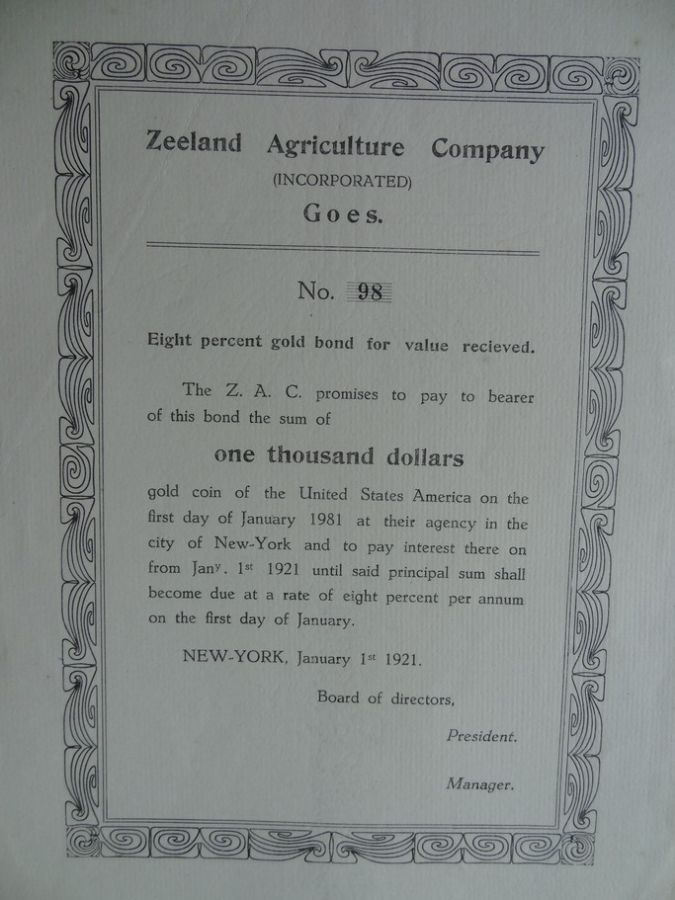 Zeeland Agriculture Company
(INCORPORATED)
Goes.
No. 98
Eight percent gold bond for value recieved.
The Z. A. C. promises to pay to bearer
of this bond the sum of
one thousand dollars
gold coin of the United States America on the
first day of January 1981 at their agency in the
city of New-York and to pay interest there on
from Janʸ. 1ˢᵗ 1921 until said principal sum shall
become due at a rate of eight percent per annum
on the first day of January.
NEW-YORK, January 1ˢᵗ 1921.
Board of directors,
President.
Manager.